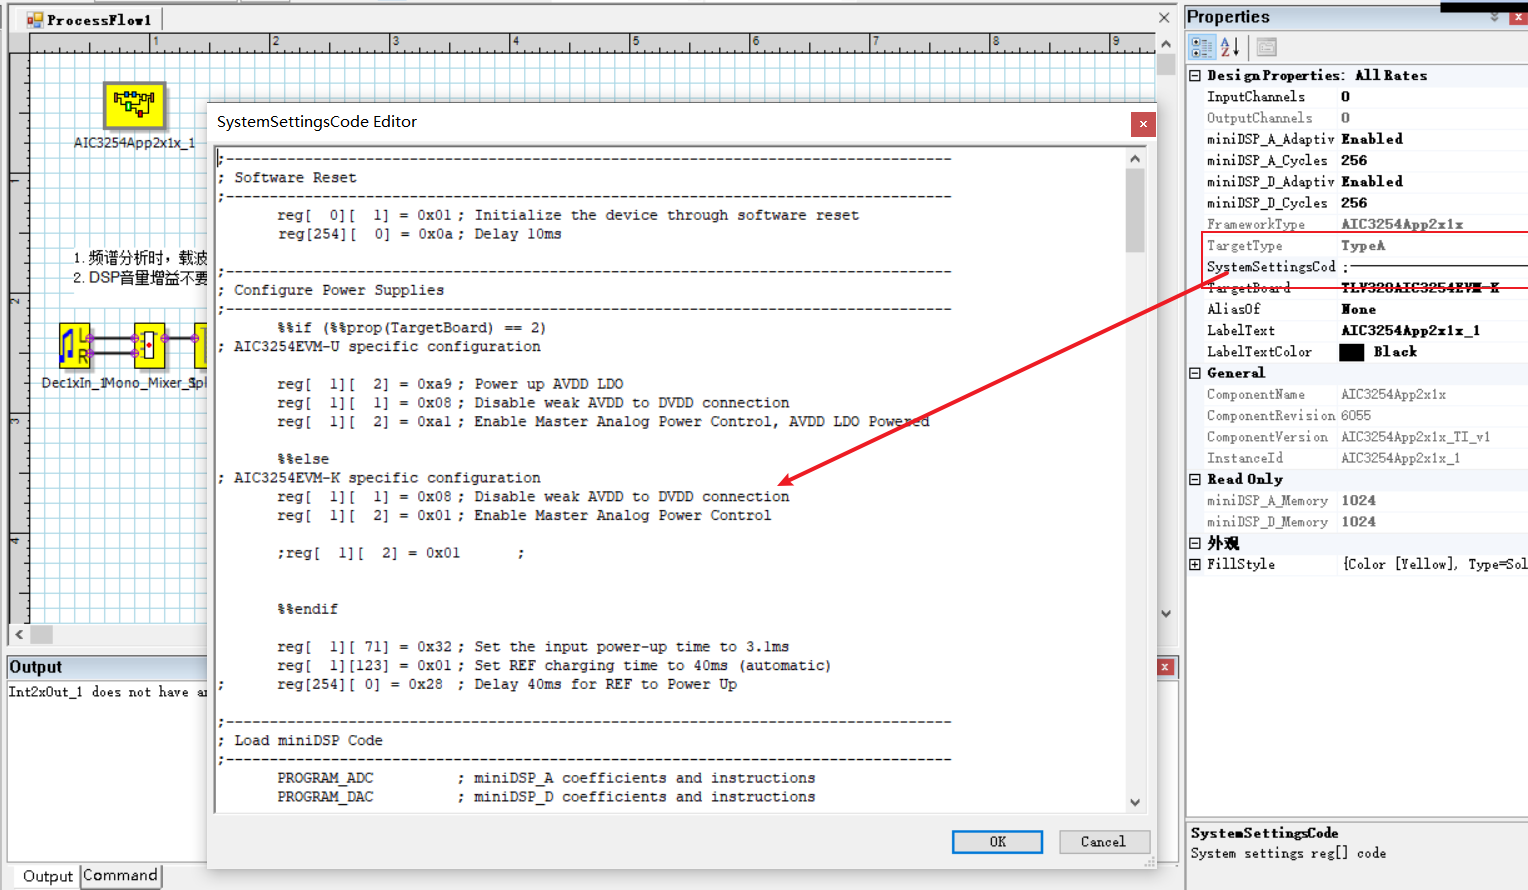 ProcessFlow1
1 2 3 4 5 6 7 8 9
1
2
3
4
AIC3254App2x1x_1
1. 频谱分析时，载波
2. DSP音量增益不要
L
R
Dec1xIn_1
Mono_Mixer_1
Spl
SystemSettingsCode Editor
;-----------------------------------------------------------------------------------
; Software Reset
;-----------------------------------------------------------------------------------
reg[  0][  1] = 0x01 ; Initialize the device through software reset
reg[254][  0] = 0x0a ; Delay 10ms
;-----------------------------------------------------------------------------------
; Configure Power Supplies
;-----------------------------------------------------------------------------------
%%if (%%prop(TargetBoard) == 2)
; AIC3254EVM-U specific configuration
reg[  1][  2] = 0xa9 ; Power up AVDD LDO
reg[  1][  1] = 0x08 ; Disable weak AVDD to DVDD connection
reg[  1][  2] = 0xa1 ; Enable Master Analog Power Control, AVDD LDO Powered
%%else
; AIC3254EVM-K specific configuration
reg[  1][  1] = 0x08 ; Disable weak AVDD to DVDD connection
reg[  1][  2] = 0x01 ; Enable Master Analog Power Control
;reg[  1][  2] = 0x01      ;
%%endif
reg[  1][ 71] = 0x32 ; Set the input power-up time to 3.1ms
reg[  1][123] = 0x01 ; Set REF charging time to 40ms (automatic)
;      reg[254][ 0] = 0x28  ; Delay 40ms for REF to Power Up
;-----------------------------------------------------------------------------------
; Load miniDSP Code
;-----------------------------------------------------------------------------------
PROGRAM_ADC          ; miniDSP_A coefficients and instructions
PROGRAM_DAC          ; miniDSP_D coefficients and instructions
OK
Cancel
Output
Int2xOut_1 does not have
Output
Command
Properties
Design Properties: All Rates
InputChannels 0
OutputChannels 0
miniDSP_A_Adaptiv Enabled
miniDSP_A_Cycles 256
miniDSP_D_Adaptiv Enabled
miniDSP_D_Cycles 256
FrameworkType AIC3254App2x1x
TargetType TypeA
SystemSettingsCod ;
TargetBoard TLV320AIC3254EVM-K
AliasOf None
LabelText AIC3254App2x1x_1
LabelTextColor Black
General
ComponentName AIC3254App2x1x
ComponentRevision 6055
ComponentVersion AIC3254App2x1x_TI_v1
InstanceId AIC3254App2x1x_1
Read Only
miniDSP_A_Memory 1024
miniDSP_D_Memory 1024
外观
FillStyle {Color [Yellow], Type=Sol
SystemSettingsCode
System settings reg[] code